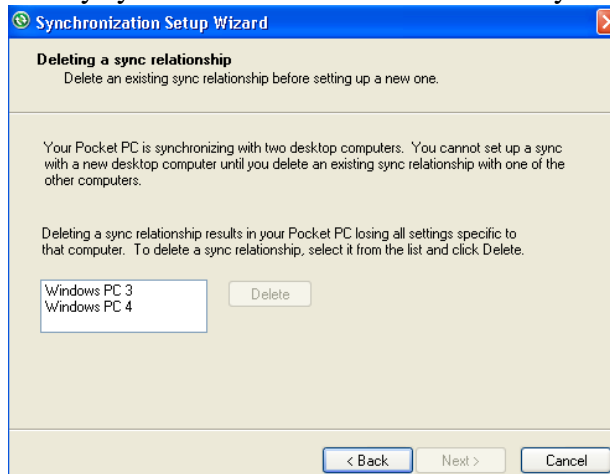 Synchronization Setup Wizard
Deleting a sync relationship
Delete an existing sync relationship before setting up a new one.
Your Pocket PC is synchronizing with two desktop computers. You cannot set up a sync
with a new desktop computer until you delete an existing sync relationship with one of the
other computers.
Deleting a sync relationship results in your Pocket PC losing all settings specific to
that computer. To delete a sync relationship, select it from the list and click Delete.
Windows PC 3
Delete
Windows PC 4
< Back
Next >
Cancel